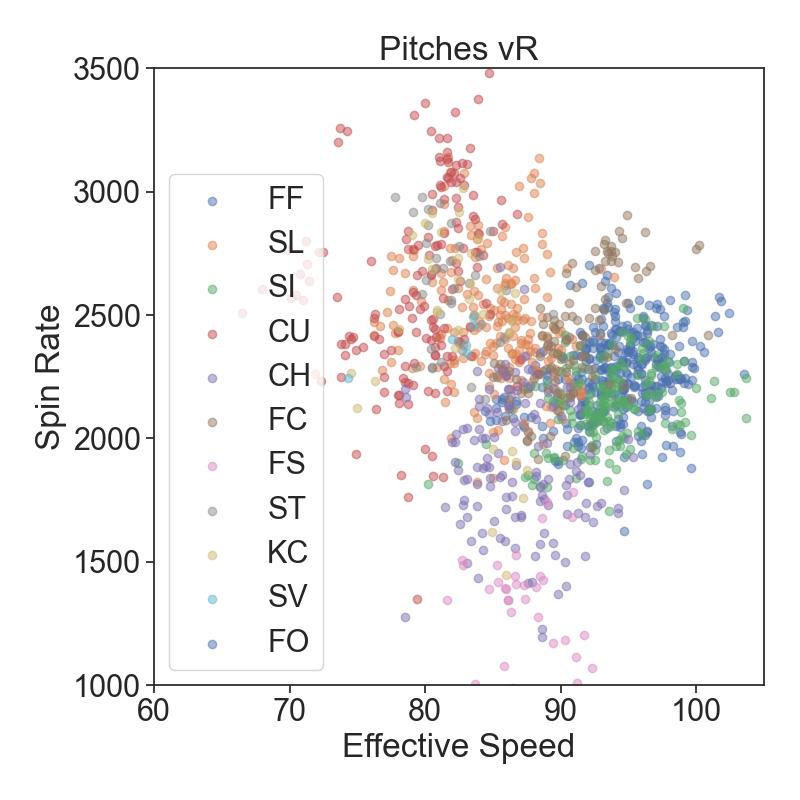 Pitches vR
3500
3000
2500
2000
1500
1000
Spin Rate
FF
SL
SI
CU
CH
FC
FS
ST
KC
SV
FO
60 70 80 90 100
Effective Speed